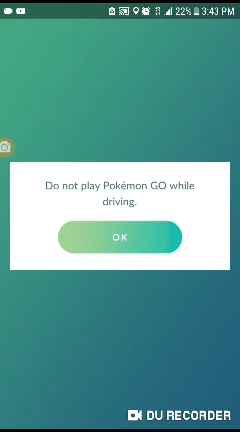 22% 3:43 PM
Do not play Pokémon GO while
driving.
OK
DU RECORDER